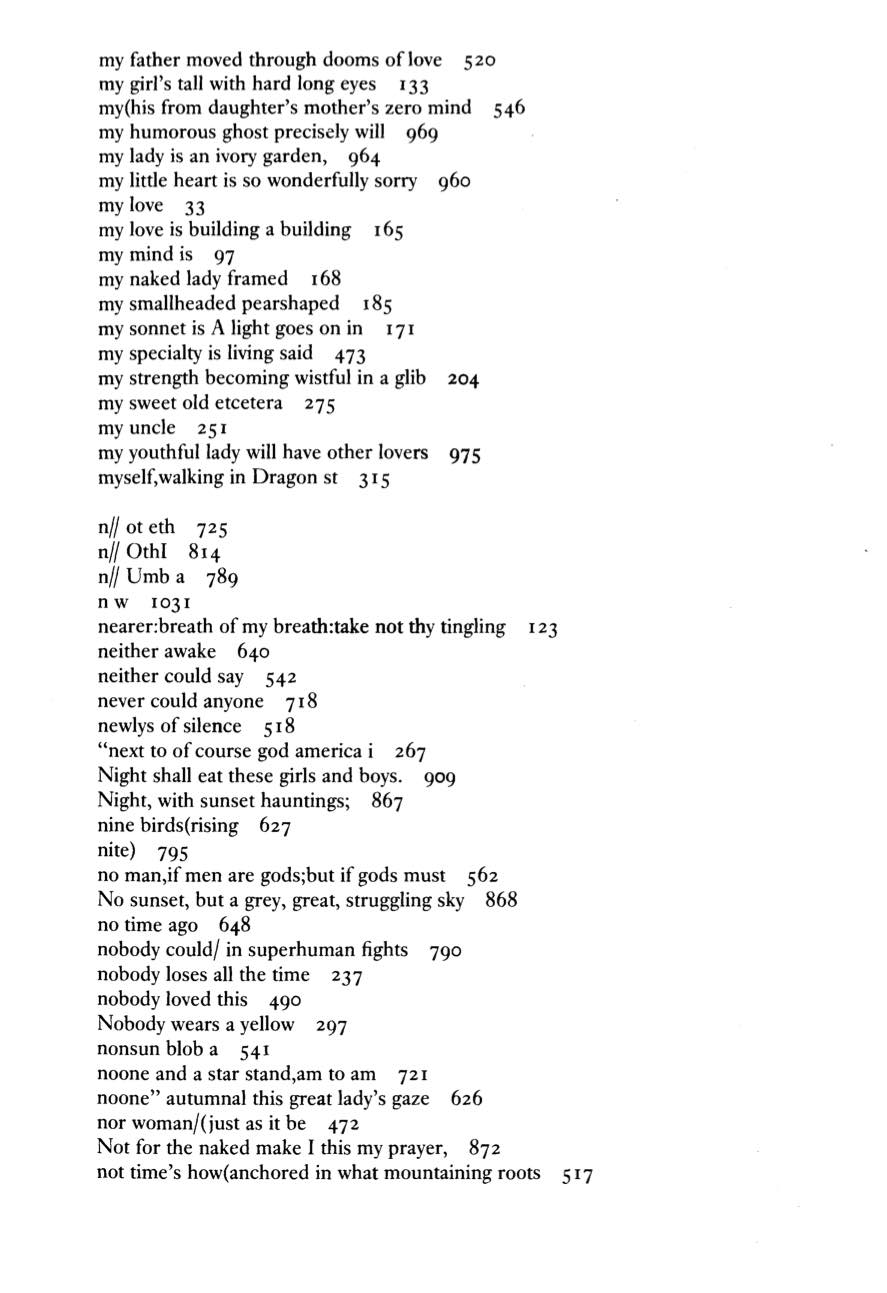 my father moved through dooms of love 520
my girl's tall with hard long eyes 133
my(his from daughter's mother's zero mind 546
my humorous ghost precisely will 969
my lady is an ivory garden, 964
my little heart is so wonderfully sorry 960
my love 33
my love is building a building 165
my mind is 97
my naked lady framed 168
my smallheaded pearshaped 185
my sonnet is A light goes on in 171
my specialty is living said 473
my strength becoming wistful in a glib 204
my sweet old etcetera 275
my uncle 251
my youthful lady will have other lovers 975
myself,walking in Dragon st 315
n// ot eth 725
n// OthI 814
n// Umb a 789
n w 1031
nearer:breath of my breath:take not thy tingling 123
neither awake 640
neither could say 542
never could anyone 718
newlys of silence 518
"next to of course god america i 267
Night shall eat these girls and boys. 909
Night, with sunset hauntings; 867
nine birds(rising 627
nite) 795
no man,if men are gods;but if gods must 562
No sunset, but a grey, great, struggling sky 868
no time ago 648
nobody could/ in superhuman fights 790
nobody loses all the time 237
nobody loved this 490
Nobody wears a yellow 297
nonsun blob a 541
noone and a star stand,am to am 721
noone" autumnal this great lady's gaze 626
nor woman/(just as it be 472
Not for the naked make I this my prayer, 872
not time's how(anchored in what mountaining roots 517